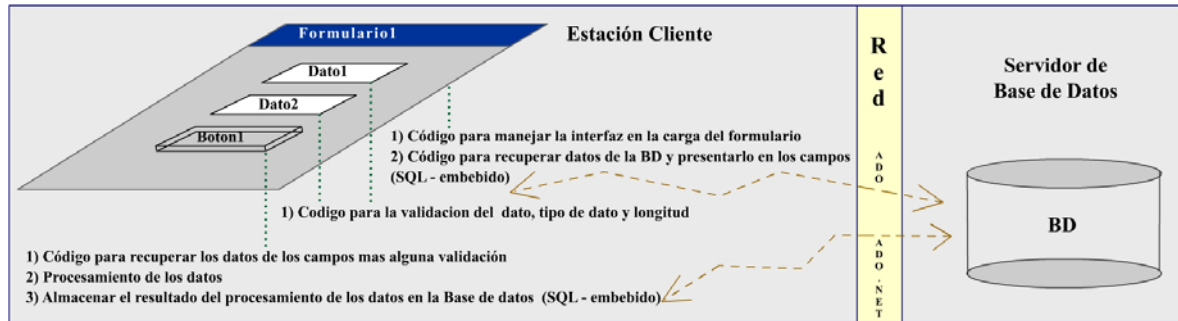 Formulario1
Estación Cliente
Dato1
Dato2
Boton1
1) Código para manejar la interfaz en la carga del formulario
2) Código para recuperar datos de la BD y presentarlo en los campos
(SQL - embebido)
1) Codigo para la validacion del dato, tipo de dato y longitud
1) Código para recuperar los datos de los campos mas alguna validación
2) Procesamiento de los datos
3) Almacenar el resultado del procesamiento de los datos en la Base de datos (SQL - embebido)
Red
ADO
ADO.NET
Servidor de
Base de Datos
BD